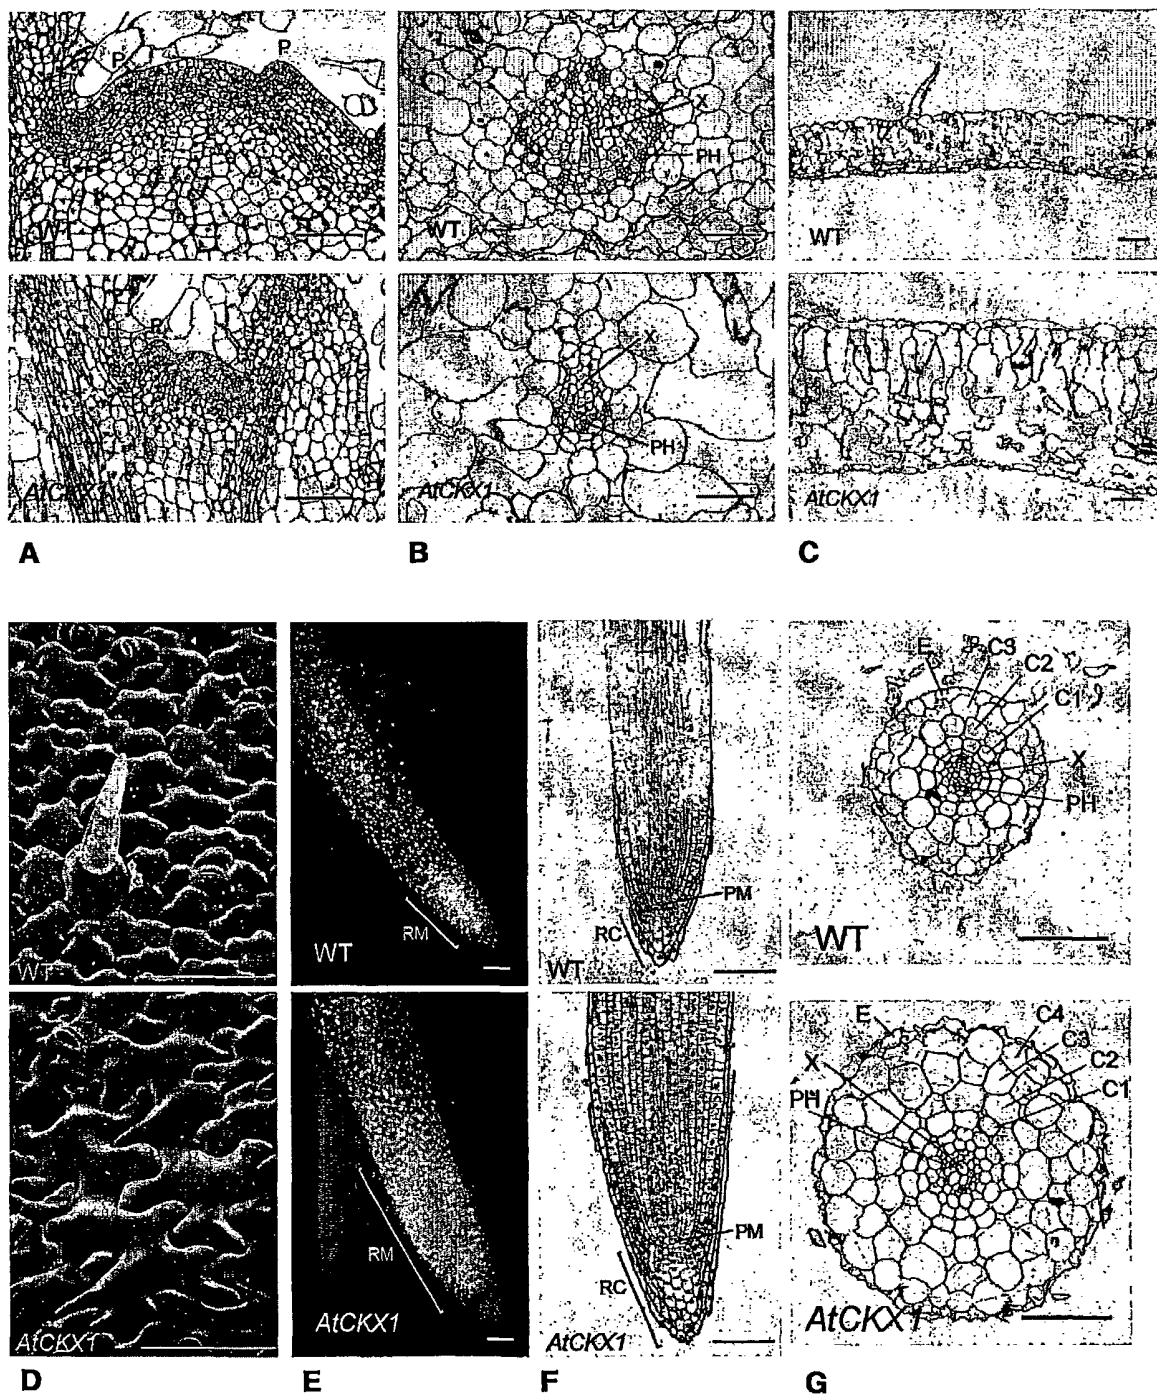 P
P
WT
P
AtCKX1
A
X
PH
WT
X
PH
AtCKX1
B
WT
AtCKX1
C
WT
AtCKX1
D
RM
WT
RM
AtCKX1
E
PM
RC
WT
PM
RC
AtCKX1
F
E
C3
C2
C1
X
PH
WT
E
C4
C3
C2
C1
X
PH
AtCKX1
G